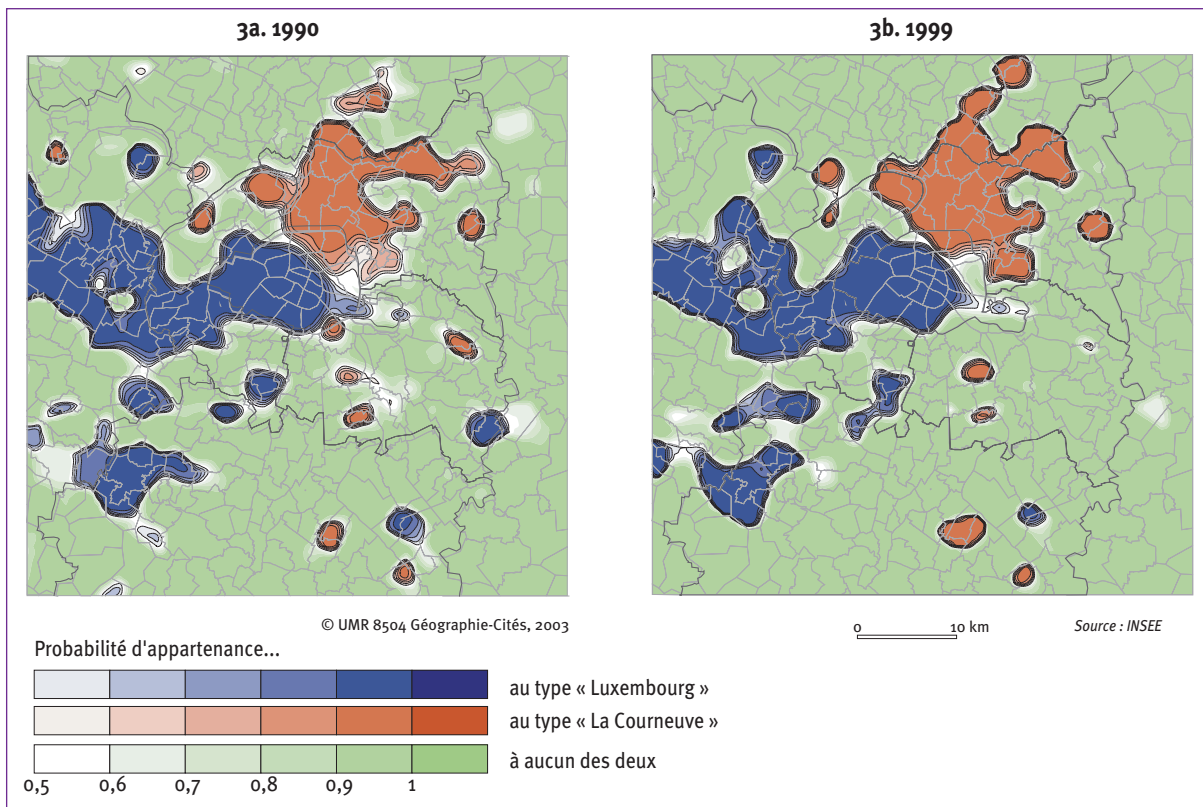 3a. 1990
3b. 1999
© UMR 8504 Géographie-Cités, 2003
0 10 km
Source : INSEE
Probabilité d'appartenance...
au type « Luxembourg »
au type « La Courneuve »
à aucun des deux
0,5 0,6 0,7 0,8 0,9 1